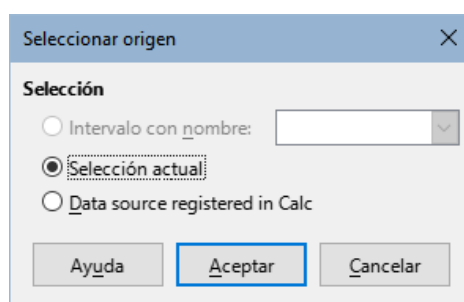 Seleccionar origen
Selección
Intervalo con nombre:
Selección actual
Data source registered in Calc
Ayuda Aceptar Cancelar